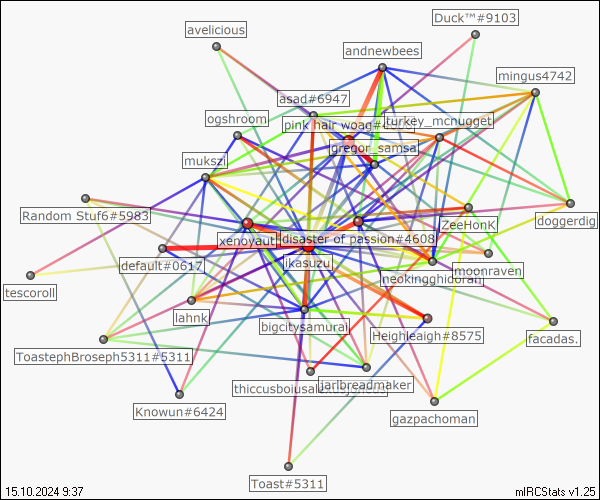 Duck™#9103
avelicious
andnewbees
mingus4742
asad#6947
ogshroom
pink hair woag#
turkey_mcnugget
gregor_samsa
mukszi
Random Stuf6#5983
doggerdig
ZeeHonK
xenoyaut
disaster of passion#4608
default#0617
likasuzu
moonraven
neokingghidorah
tescoroll
lahnk
bigcitysamurai
Heighleaigh#8575
facadas.
ToastephBroseph5311#5311
jarlbreadmaker
Knowun#6424
gazpachoman
Toast#5311
15.10.2024 9:37
mIRCStats v1.25